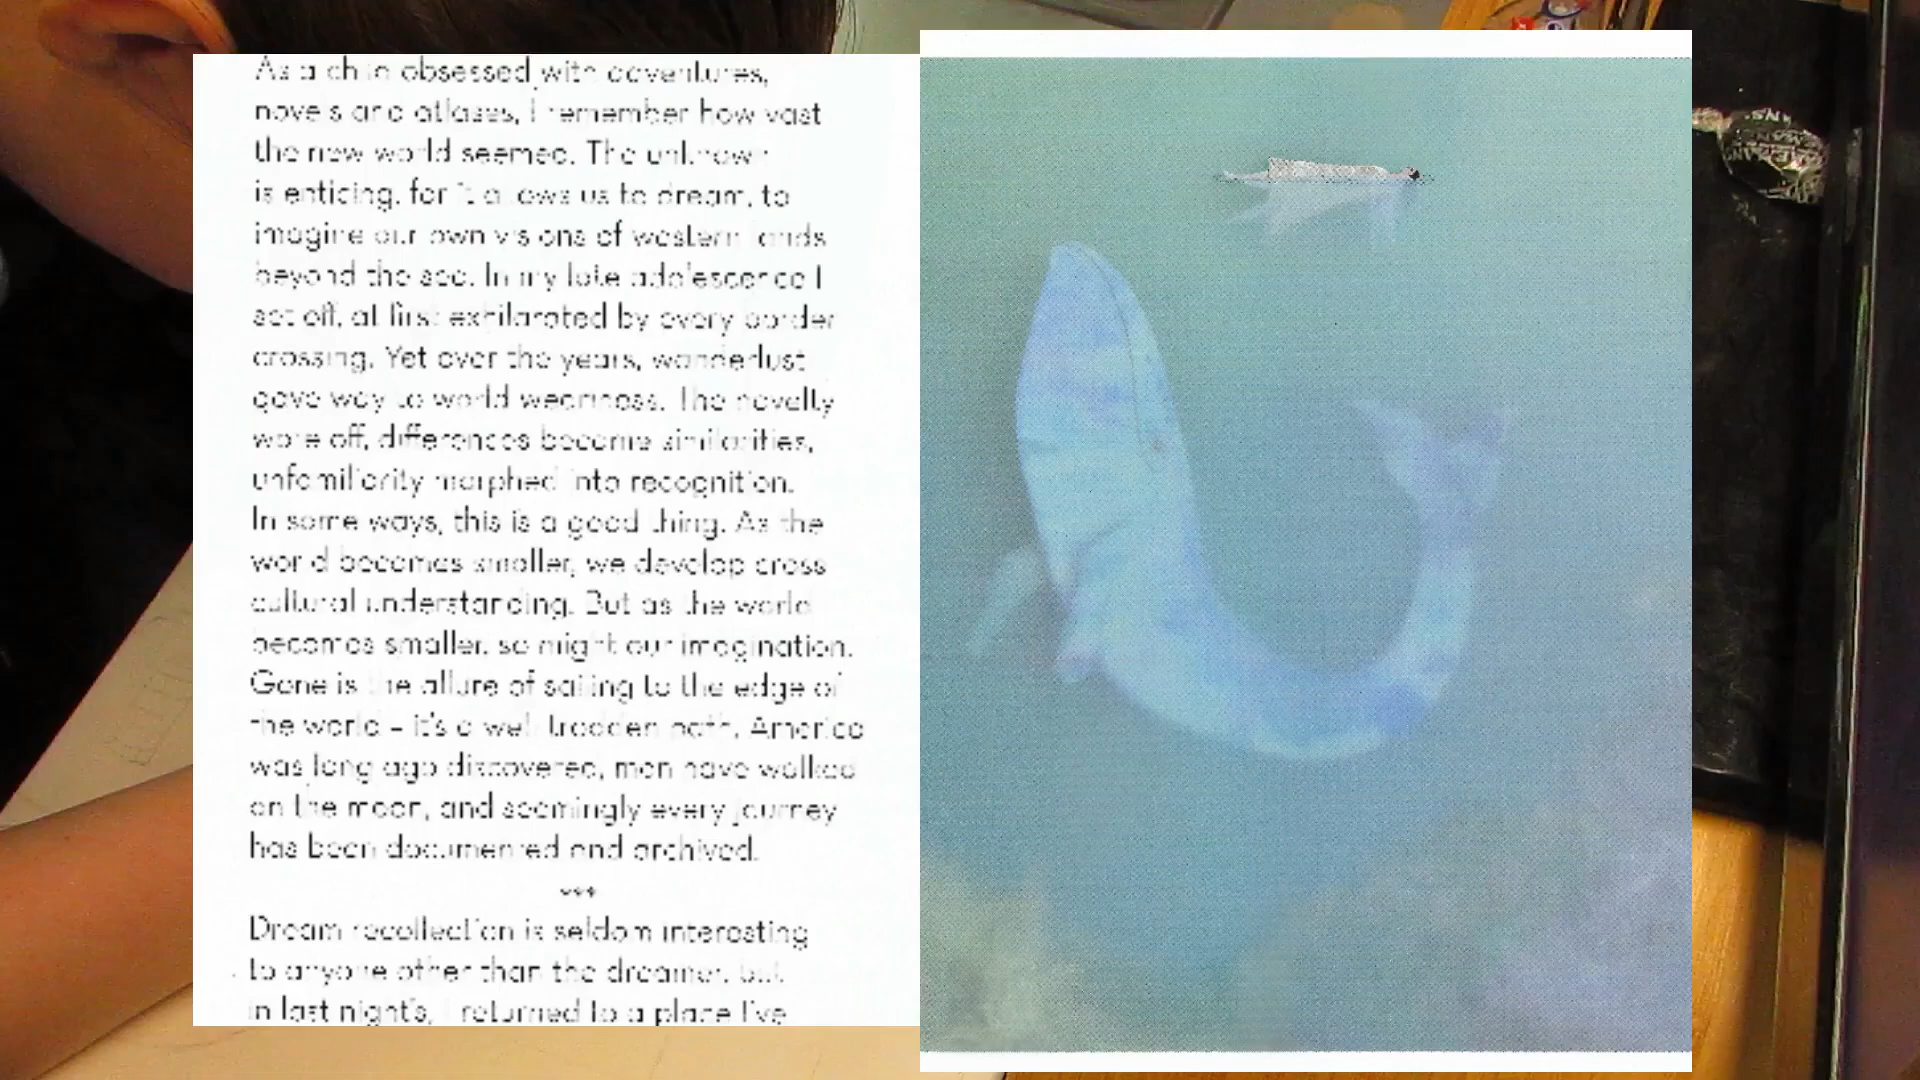 As a child obsessed with adventures,
novels and atlases, I remember how vast
the new world seemed. The unknown
is enticing, for it allows us to dream, to
imagine our own visions of western lands
beyond the sea. In my late adolescence I
set off, at first exhilarated by every border
crossing. Yet over the years, wanderlust
gave way to world weariness. The novelty
wore off, differences became similarities,
unfamiliarity morphed into recognition.
In some ways, this is a good thing. As the
world becomes smaller, we develop cross
cultural understanding. But as the world
becomes smaller, so might our imagination.
Gone is the allure of sailing to the edge of
the world – it's a well trodden path. America
was long ago discovered, men have walked
on the moon, and seemingly every journey
has been documented and archived.
***
Dream recollection is seldom interesting
to anyone other than the dreamer, but
in last night's, I returned to a place I've